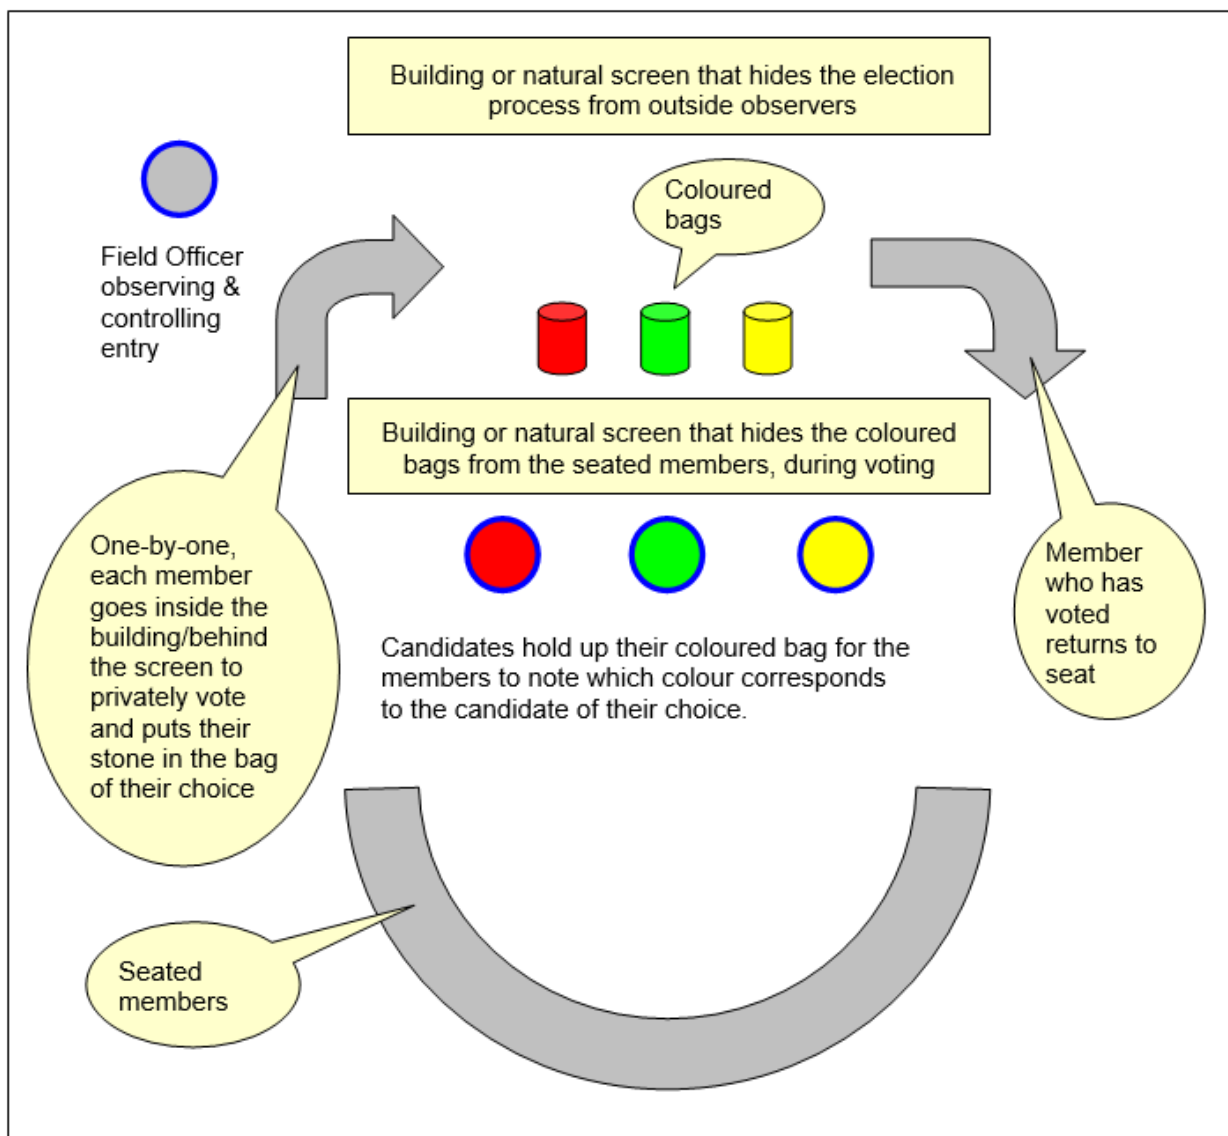 Building or natural screen that hides the election
process from outside observers
Coloured
bags
Field Officer
observing &
controlling
entry
Building or natural screen that hides the coloured
bags from the seated members, during voting
One-by-one,
each member
goes inside the
building/behind
the screen to
privately vote
and puts their
stone in the bag
of their choice
Member
who has
voted
returns to
seat
Candidates hold up their coloured bag for the
members to note which colour corresponds
to the candidate of their choice.
Seated
members